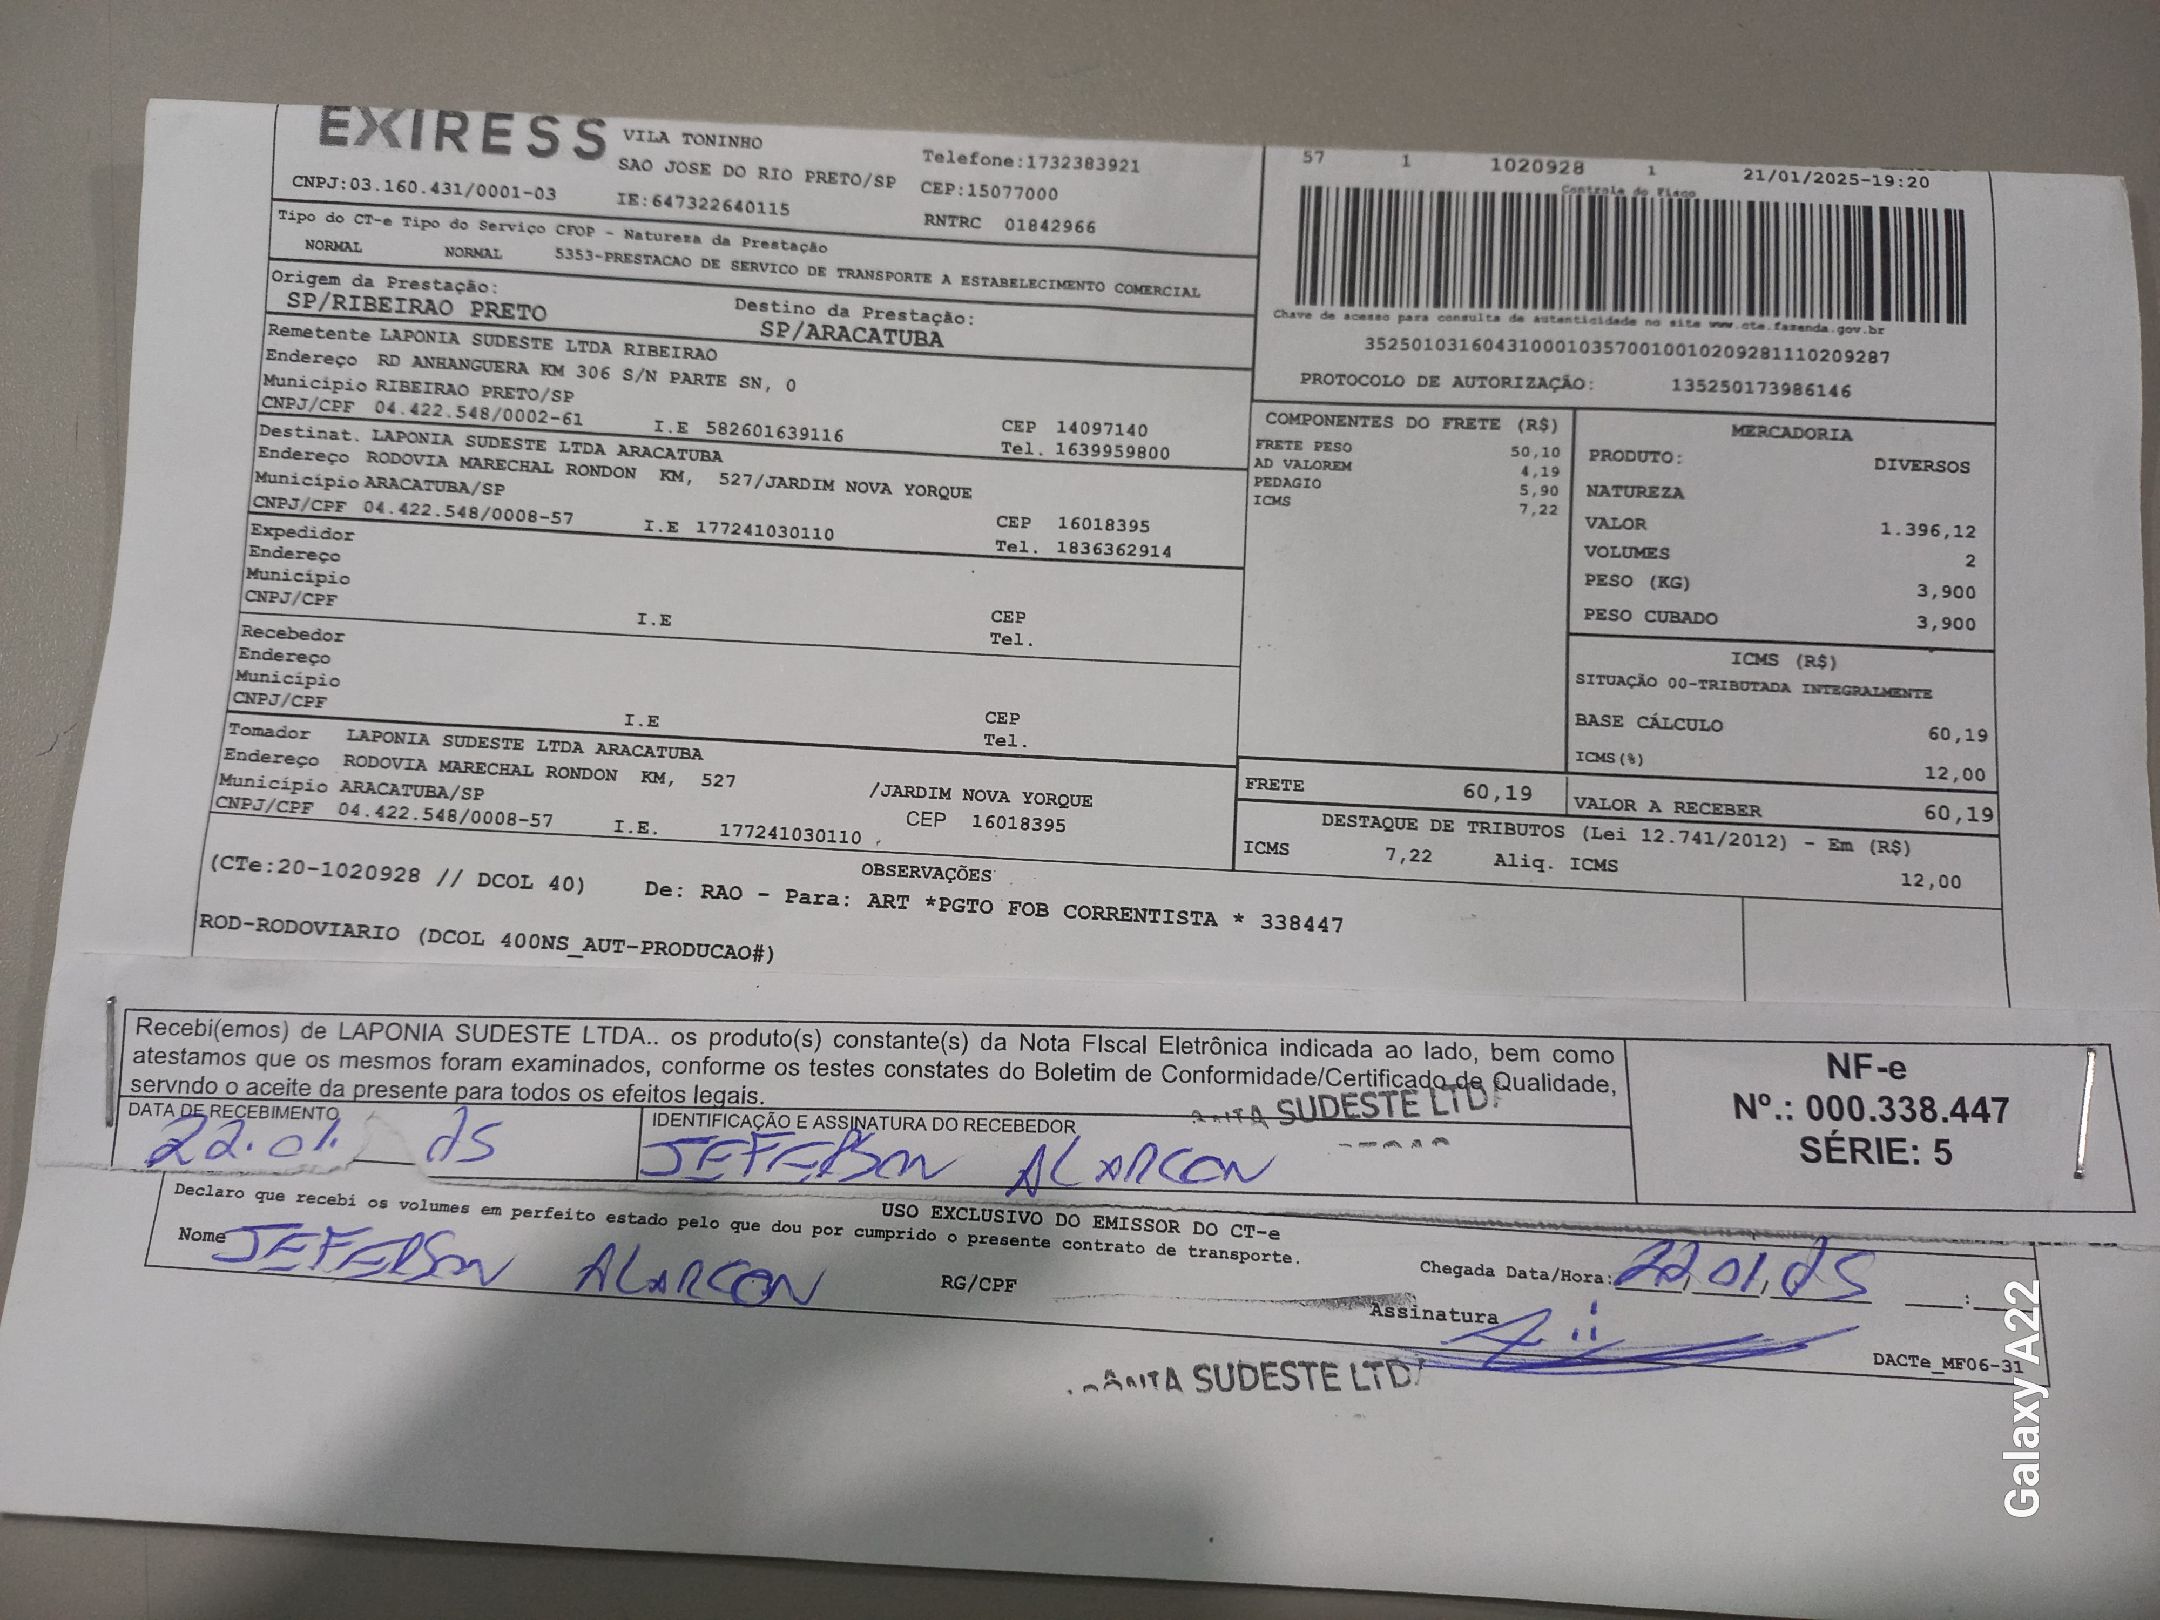 EXIRESS
VILA TONINHO
SAO JOSE DO RIO PRETO/SP
Telefone:1732383921
CEP:15077000
CNPJ:03.160.431/0001-03
IE:647322640115
RNTRC 01842966
57 1 1020928 1 21/01/2025-19:20
Controle do Fisco
Tipo do CT-e Tipo do Serviço CFOP - Natureza da Prestação
NORMAL NORMAL 5353-PRESTACAO DE SERVICO DE TRANSPORTE A ESTABELECIMENTO COMERCIAL
Origem da Prestação:
SP/RIBEIRAO PRETO
Destino da Prestação:
SP/ARACATUBA
Chave de acesso para consulta de autenticidade no site www.cte.fazenda.gov.br
35250103160431000103570010010209281110209287
PROTOCOLO DE AUTORIZAÇÃO: 135250173986146
Remetente LAPONIA SUDESTE LTDA RIBEIRAO
Endereço RD ANHANGUERA KM 306 S/N PARTE SN, 0
Município RIBEIRAO PRETO/SP
CNPJ/CPF 04.422.548/0002-61 I.E 582601639116
CEP 14097140
Tel. 1639959800
Destinat. LAPONIA SUDESTE LTDA ARACATUBA
Endereço RODOVIA MARECHAL RONDON KM, 527/JARDIM NOVA YORQUE
Município ARACATUBA/SP
CNPJ/CPF 04.422.548/0008-57 I.E 177241030110
CEP 16018395
Tel. 1836362914
Expedidor
Endereço
Município
CNPJ/CPF I.E
CEP
Tel.
Recebedor
Endereço
Município
CNPJ/CPF I.E
CEP
Tel.
Tomador LAPONIA SUDESTE LTDA ARACATUBA
Endereço RODOVIA MARECHAL RONDON KM, 527 /JARDIM NOVA YORQUE
Município ARACATUBA/SP CEP 16018395
CNPJ/CPF 04.422.548/0008-57 I.E. 177241030110
COMPONENTES DO FRETE (R$)
FRETE PESO 50,10
AD VALOREM 4,19
PEDAGIO 5,90
ICMS 7,22
MERCADORIA
PRODUTO: DIVERSOS
NATUREZA
VALOR 1.396,12
VOLUMES 2
PESO (KG) 3,900
PESO CUBADO 3,900
ICMS (R$)
SITUAÇÃO 00-TRIBUTADA INTEGRALMENTE
BASE CÁLCULO 60,19
ICMS(%) 12,00
FRETE 60,19
VALOR A RECEBER 60,19
DESTAQUE DE TRIBUTOS (Lei 12.741/2012) - Em (R$)
ICMS 7,22 Aliq. ICMS 12,00
OBSERVAÇÕES
(CTe:20-1020928 // DCOL 40) De: RAO - Para: ART *PGTO FOB CORRENTISTA * 338447
ROD-RODOVIARIO (DCOL 400NS_AUT-PRODUCAO#)
Recebi(emos) de LAPONIA SUDESTE LTDA.. os produto(s) constante(s) da Nota FIscal Eletrônica indicada ao lado, bem como
atestamos que os mesmos foram examinados, conforme os testes constates do Boletim de Conformidade/Certificado de Qualidade,
servndo o aceite da presente para todos os efeitos legais.
SUDESTE LTD
DATA DE RECEBIMENTO
22.01. 25
IDENTIFICAÇÃO E ASSINATURA DO RECEBEDOR
JEFERSON ALARCON
NF-e
Nº.: 000.338.447
SÉRIE: 5
USO EXCLUSIVO DO EMISSOR DO CT-e
Declaro que recebi os volumes em perfeito estado pelo que dou por cumprido o presente contrato de transporte.
Nome JEFERSON ALARCON
RG/CPF
Chegada Data/Hora: 22,01,25 :
Assinatura
DACTe_MF06-31
SUDESTE LTD
Galaxy A22